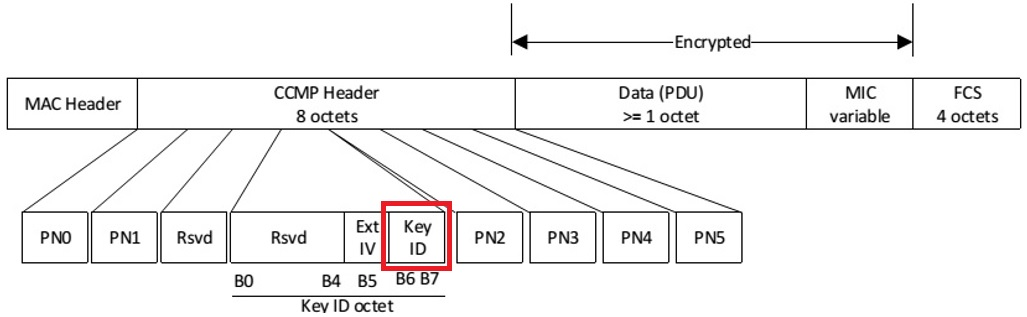 Encrypted
MAC Header
CCMP Header
8 octets
Data (PDU)
>= 1 octet
MIC
variable
FCS
4 octets
PN0
PN1
Rsvd
Rsvd
Ext
IV
Key
ID
PN2
PN3
PN4
PN5
B0
B4
B5
B6 B7
Key ID octet